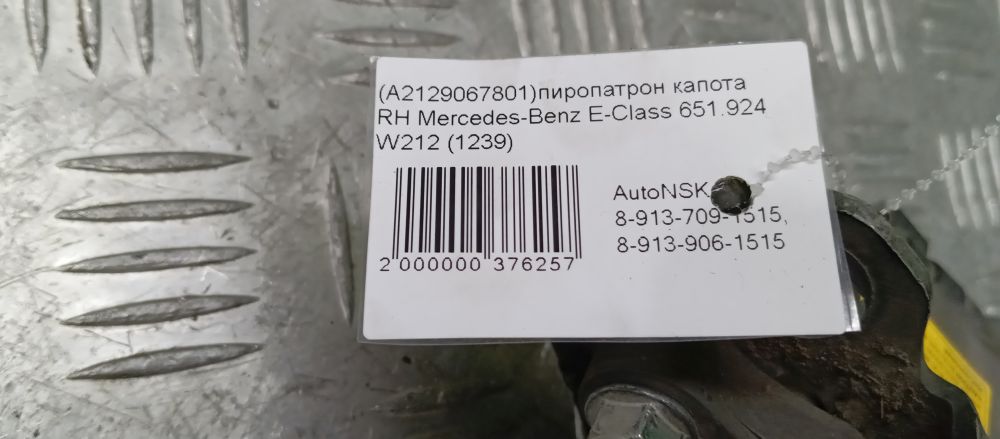 (A2129067801)пиропатрон капота
RH Mercedes-Benz E-Class 651.924
W212 (1239)
AutoNSK
8-913-709-1515,
8-913-906-1515
2 000000 376257